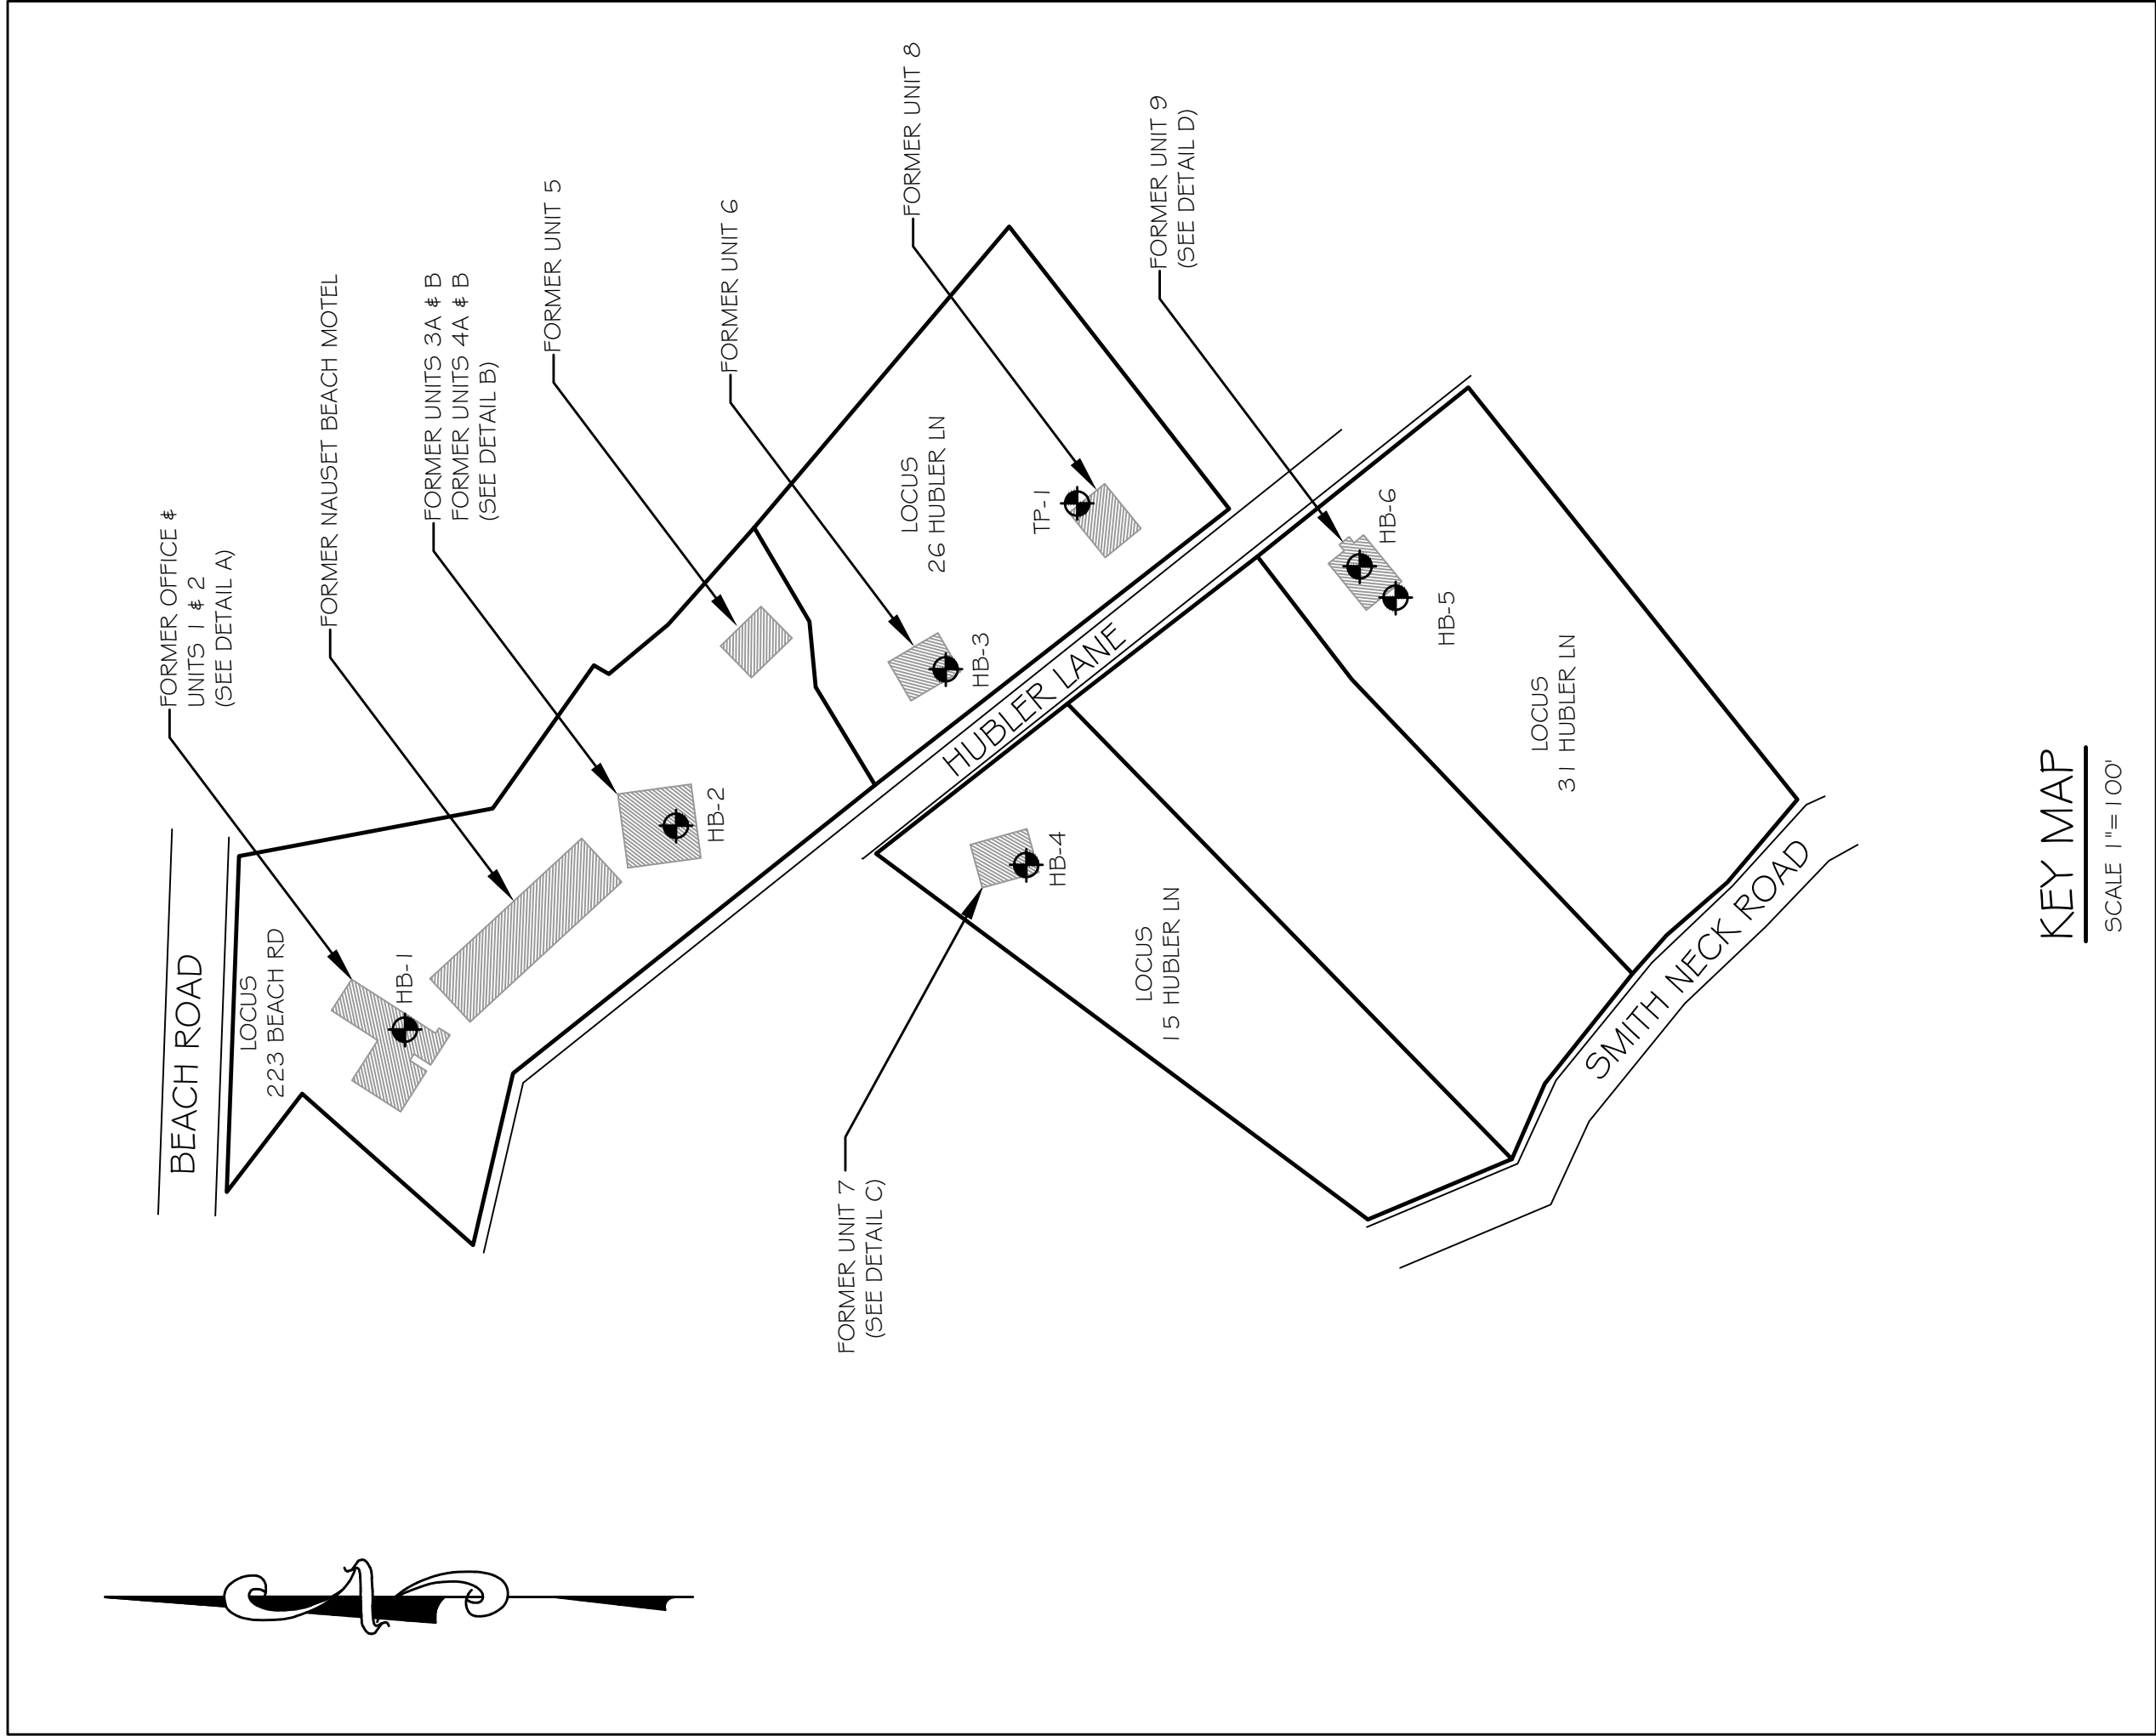 FORMER OFFICE &
UNITS 1 & 2
(SEE DETAIL A)
FORMER NAUSET BEACH MOTEL
FORMER UNITS 3A & B
FORMER UNITS 4A & B
(SEE DETAIL B)
FORMER UNIT 5
FORMER UNIT 6
FORMER UNIT 8
FORMER UNIT 9
(SEE DETAIL D)
BEACH ROAD
LOCUS
223 BEACH RD
HB-1
HB-2
HB-3
LOCUS
26 HUBLER LN
TP-1
HB-6
HB-5
HUBLER LANE
HB-4
LOCUS
15 HUBLER LN
LOCUS
31 HUBLER LN
SMITH NECK ROAD
FORMER UNIT 7
(SEE DETAIL C)
N
KEY MAP
SCALE 1"=100'